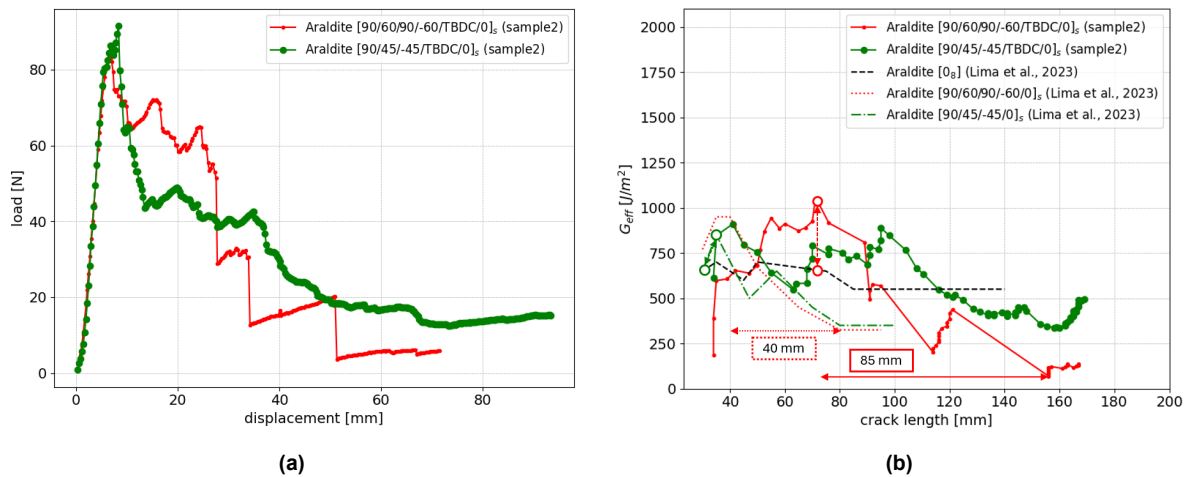 Araldite [90/60/90/-60/TBDC/0]ₛ (sample2)
Araldite [90/45/-45/TBDC/0]ₛ (sample2)
80
60
40
20
0
load [N]
0 20 40 60 80
displacement [mm]
(a)
Araldite [90/60/90/-60/TBDC/0]ₛ (sample2)
Araldite [90/45/-45/TBDC/0]ₛ (sample2)
Araldite [0₈] (Lima et al., 2023)
Araldite [90/60/90/-60/0]ₛ (Lima et al., 2023)
Araldite [90/45/-45/0]ₛ (Lima et al., 2023)
2000
1750
1500
1250
1000
750
500
250
0
G_eff [J/m²]
40 mm
85 mm
40 60 80 100 120 140 160 180 200
crack length [mm]
(b)